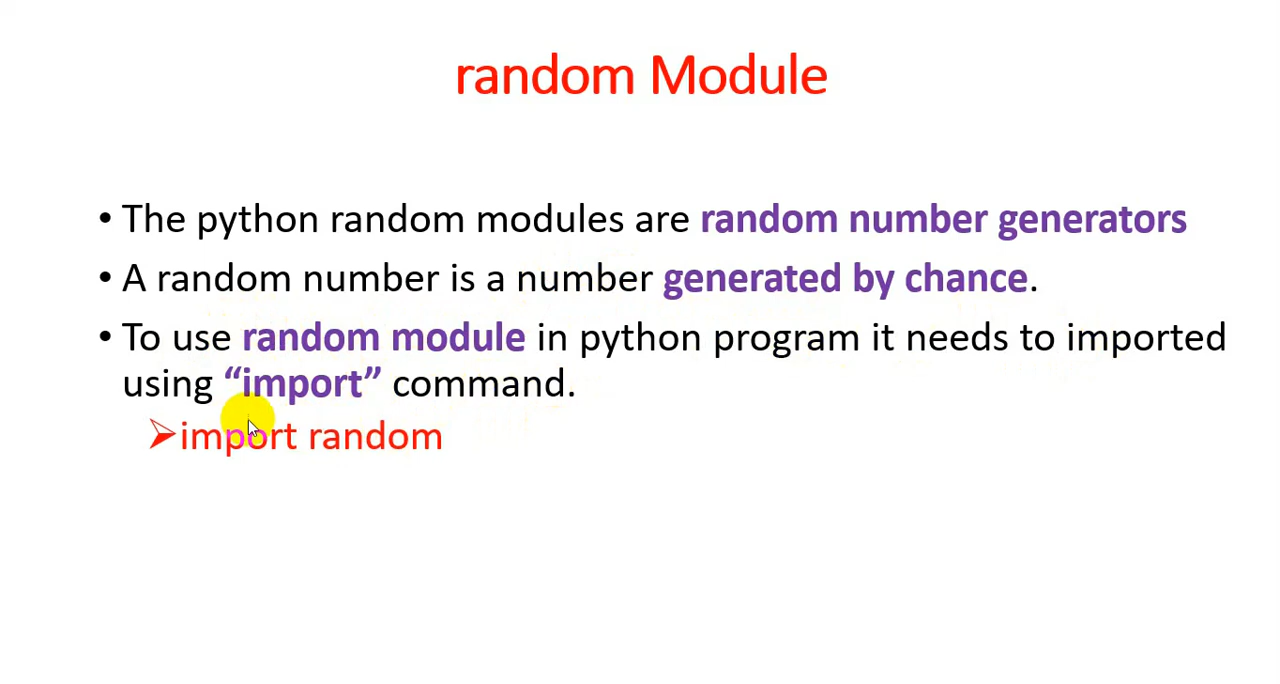 random Module
• The python random modules are random number generators
• A random number is a number generated by chance.
• To use random module in python program it needs to imported
using “import” command.
➢import random